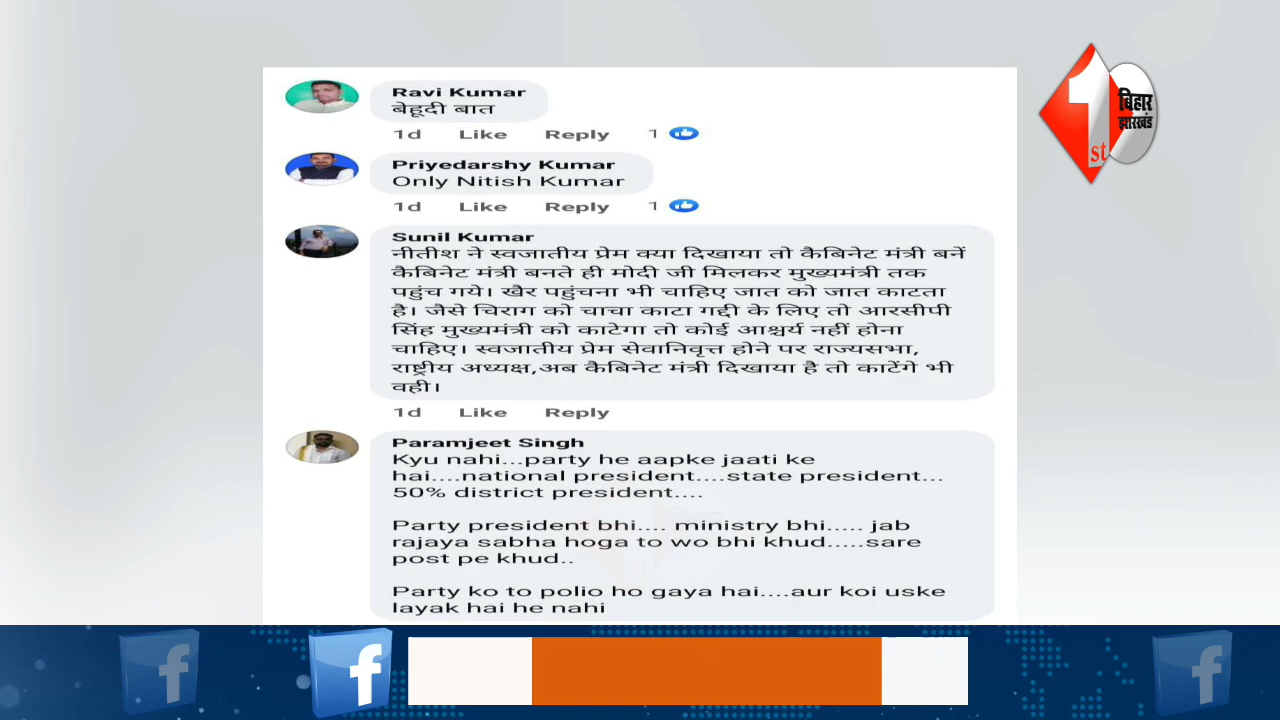 1st
बिहार
झारखंड
Ravi Kumar
बेहूदी बात
1d Like Reply 1
Priyedarshy Kumar
Only Nitish Kumar
1d Like Reply 1
Sunil Kumar
नीतीश ने स्वजातीय प्रेम क्या दिखाया तो कैबिनेट मंत्री बनें
कैबिनेट मंत्री बनते ही मोदी जी मिलकर मुख्यमंत्री तक
पहुंच गये। खैर पहुंचना भी चाहिए जात को जात काटता
है। जैसे चिराग को चाचा काटा गद्दी के लिए तो आरसीपी
सिंह मुख्यमंत्री को काटेगा तो कोई आश्चर्य नहीं होना
चाहिए। स्वजातीय प्रेम सेवानिवृत्त होने पर राज्यसभा,
राष्ट्रीय अध्यक्ष,अब कैबिनेट मंत्री दिखाया है तो काटेंगे भी
वही।
1d Like Reply
Paramjeet Singh
Kyu nahi...party he aapke jaati ke
hai....national president....state president...
50% district president....
Party president bhi.... ministry bhi..... jab
rajaya sabha hoga to wo bhi khud.....sare
post pe khud..
Party ko to polio ho gaya hai....aur koi uske
layak hai he nahi